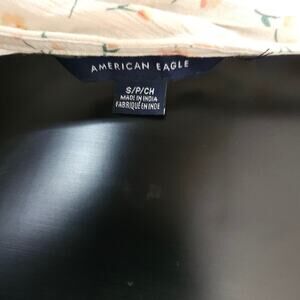 AMERICAN EAGLE
S/P/CH
MADE IN INDIA
FABRIQUÉ EN INDE